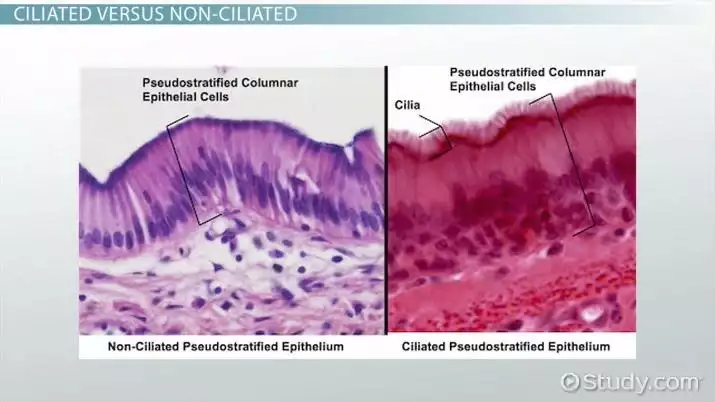 CILIATED VERSUS NON-CILIATED
Pseudostratified Columnar
Epithelial Cells
Pseudostratified Columnar
Epithelial Cells
Cilia
Non-Ciliated Pseudostratified Epithelium
Ciliated Pseudostratified Epithelium
Study.com